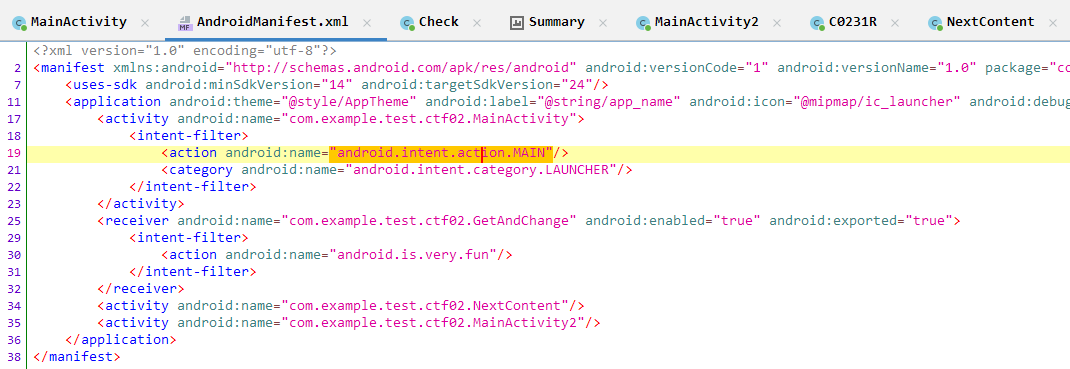 MainActivity AndroidManifest.xml Check Summary MainActivity2 C0231R NextContent
<?xml version="1.0" encoding="utf-8"?>
2 <manifest xmlns:android="http://schemas.android.com/apk/res/android" android:versionCode="1" android:versionName="1.0" package="co
7 <uses-sdk android:minSdkVersion="14" android:targetSdkVersion="24"/>
11 <application android:theme="@style/AppTheme" android:label="@string/app_name" android:icon="@mipmap/ic_launcher" android:debug
17 <activity android:name="com.example.test.ctf02.MainActivity">
18 <intent-filter>
19 <action android:name="android.intent.action.MAIN"/>
21 <category android:name="android.intent.category.LAUNCHER"/>
22 </intent-filter>
23 </activity>
25 <receiver android:name="com.example.test.ctf02.GetAndChange" android:enabled="true" android:exported="true">
29 <intent-filter>
30 <action android:name="android.is.very.fun"/>
31 </intent-filter>
32 </receiver>
34 <activity android:name="com.example.test.ctf02.NextContent"/>
35 <activity android:name="com.example.test.ctf02.MainActivity2"/>
36 </application>
38 </manifest>